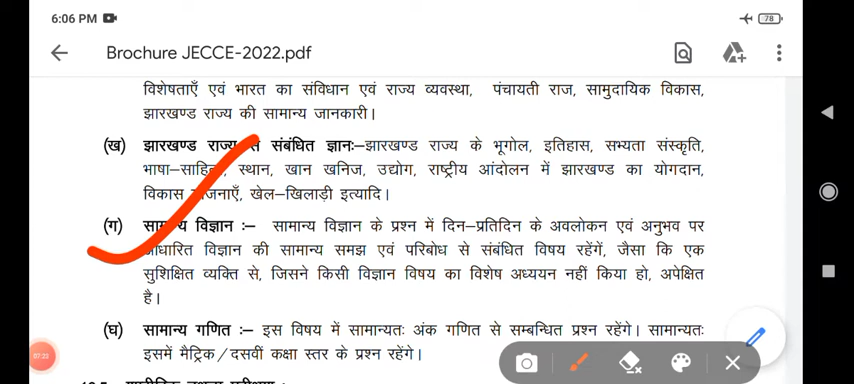 6:06 PM
78
Brochure JECCE-2022.pdf
विशेषताएँ एवं भारत का संविधान एवं राज्य व्यवस्था, पंचायती राज, सामुदायिक विकास,
झारखण्ड राज्य की सामान्य जानकारी।
(ख) झारखण्ड राज्य से संबंधित ज्ञानः– झारखण्ड राज्य के भूगोल, इतिहास, सभ्यता संस्कृति,
भाषा–साहित्य, स्थान, खान खनिज, उद्योग, राष्ट्रीय आंदोलन में झारखण्ड का योगदान,
विकास योजनाएँ, खेल–खिलाड़ी इत्यादि।
(ग) सामान्य विज्ञान :– सामान्य विज्ञान के प्रश्न में दिन–प्रतिदिन के अवलोकन एवं अनुभव पर
आधारित विज्ञान की सामान्य समझ एवं परिबोध से संबंधित विषय रहेंगें, जैसा कि एक
सुशिक्षित व्यक्ति से, जिसने किसी विज्ञान विषय का विशेष अध्ययन नहीं किया हो, अपेक्षित
है।
(घ) सामान्य गणित :– इस विषय में सामान्यतः अंक गणित से सम्बन्धित प्रश्न रहेंगे। सामान्यतः
इसमें मैट्रिक/दसवीं कक्षा स्तर के प्रश्न रहेंगे।
07:23